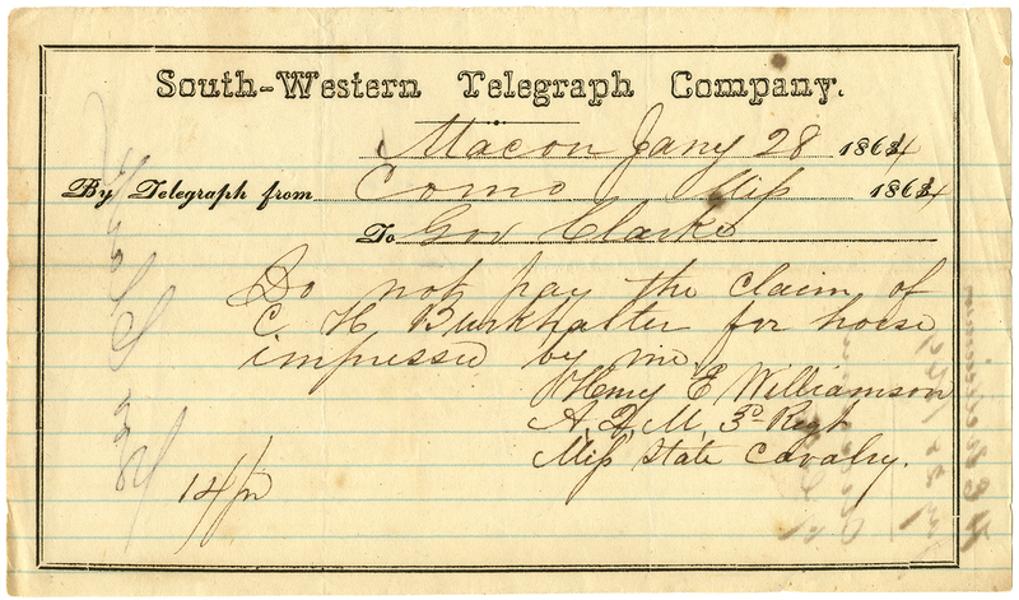 South-Western Telegraph Company.
Macon Jany 28 1864
By Telegraph from Como Miss 1864
To Gov Clarke
Do not pay the claim of
C H Burkhalter for horse
impressed by me
Henry E Williamson
A. Q. M. 3d Regt
Miss State Cavalry.
14/pd